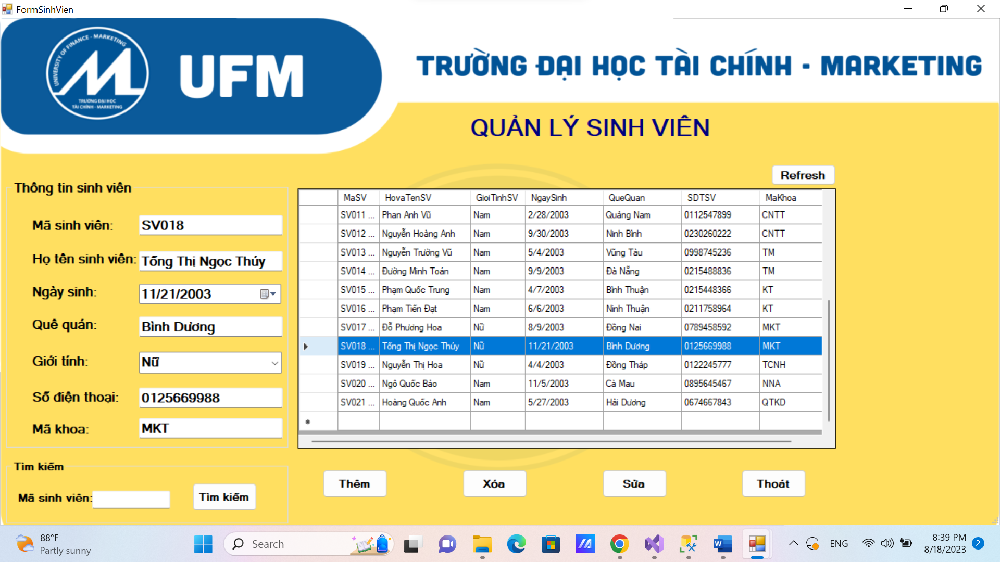 FormSinhVien
UNIVERSITY OF FINANCE - MARKETING
TRƯỜNG ĐẠI HỌC
TÀI CHÍNH - MARKETING
UFM
TRƯỜNG ĐẠI HỌC TÀI CHÍNH - MARKETING
QUẢN LÝ SINH VIÊN
Refresh
Thông tin sinh viên
Mã sinh viên: SV018
Họ tên sinh viên: Tống Thị Ngọc Thúy
Ngày sinh: 11/21/2003
Quê quán: Bình Dương
Giới tính: Nữ
Số điện thoại: 0125669988
Mã khoa: MKT
MaSV HovaTenSV GioiTinhSV NgaySinh QueQuan SDTSV MaKhoa
SV011 ... Phan Anh Vũ Nam 2/28/2003 Quảng Nam 0112547899 CNTT
SV012 ... Nguyễn Hoàng Anh Nam 9/30/2003 Ninh Bình 0230260222 CNTT
SV013 ... Nguyễn Trường Vũ Nam 5/4/2003 Vũng Tàu 0998745236 TM
SV014 ... Đường Minh Toán Nam 9/9/2003 Đà Nẵng 0215488836 TM
SV015 ... Phạm Quốc Trung Nam 4/7/2003 Bình Thuận 0215448366 KT
SV016 ... Phạm Tiến Đạt Nam 6/6/2003 Ninh Thuận 0211758964 KT
SV017 ... Đỗ Phương Hoa Nữ 8/9/2003 Đồng Nai 0789458592 MKT
SV018 ... Tống Thị Ngọc Thúy Nữ 11/21/2003 Bình Dương 0125669988 MKT
SV019 ... Nguyễn Thị Hoa Nữ 4/4/2003 Đồng Tháp 0122245777 TCNH
SV020 ... Ngô Quốc Bảo Nam 11/5/2003 Cà Mau 0895645467 NNA
SV021 ... Hoàng Quốc Anh Nam 5/27/2003 Hải Dương 0674667843 QTKD
Tìm kiếm
Mã sinh viên: Tìm kiếm
Thêm Xóa Sửa Thoát
88°F
Partly sunny
Search
ENG
8:39 PM
8/18/2023
2